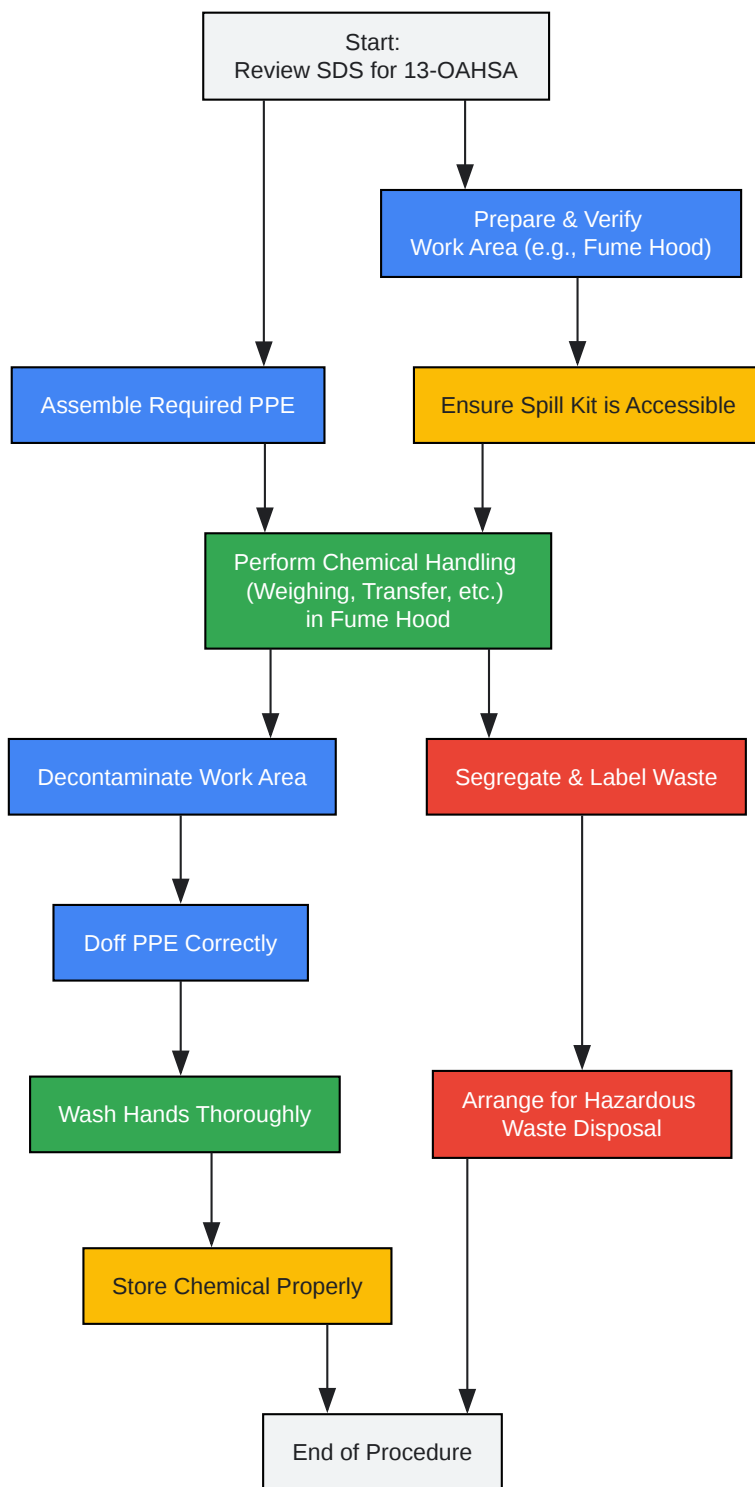 Start:
Review SDS for 13-OAHSA
Prepare & Verify
Work Area (e.g., Fume Hood)
Assemble Required PPE
Ensure Spill Kit is Accessible
Perform Chemical Handling
(Weighing, Transfer, etc.)
in Fume Hood
Decontaminate Work Area
Segregate & Label Waste
Doff PPE Correctly
Wash Hands Thoroughly
Arrange for Hazardous
Waste Disposal
Store Chemical Properly
End of Procedure